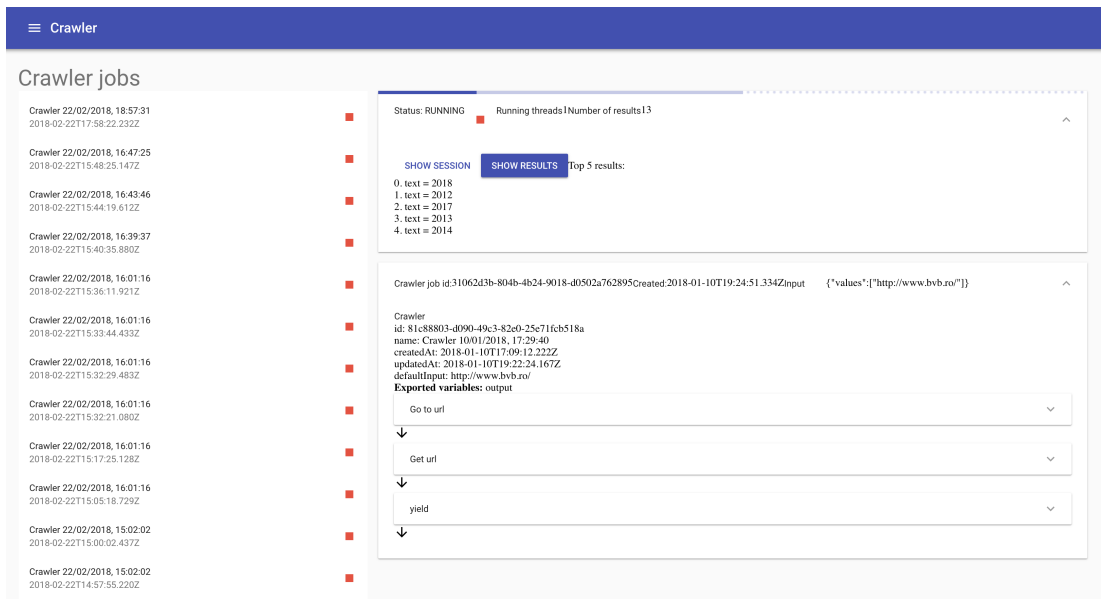 Crawler
Crawler jobs
Crawler 22/02/2018, 18:57:31
2018-02-22T17:58:22.232Z
Crawler 22/02/2018, 16:47:25
2018-02-22T15:48:25.147Z
Crawler 22/02/2018, 16:43:46
2018-02-22T15:44:19.612Z
Crawler 22/02/2018, 16:39:37
2018-02-22T15:40:35.880Z
Crawler 22/02/2018, 16:01:16
2018-02-22T15:36:11.921Z
Crawler 22/02/2018, 16:01:16
2018-02-22T15:33:44.433Z
Crawler 22/02/2018, 16:01:16
2018-02-22T15:32:29.483Z
Crawler 22/02/2018, 16:01:16
2018-02-22T15:32:21.080Z
Crawler 22/02/2018, 16:01:16
2018-02-22T15:17:25.128Z
Crawler 22/02/2018, 16:01:16
2018-02-22T15:05:18.729Z
Crawler 22/02/2018, 15:02:02
2018-02-22T15:00:02.437Z
Crawler 22/02/2018, 15:02:02
2018-02-22T14:57:55.220Z
Status: RUNNING Running threads1Number of results13
SHOW SESSION SHOW RESULTS Top 5 results:
0. text = 2018
1. text = 2012
2. text = 2017
3. text = 2013
4. text = 2014
Crawler job id:31062d3b-804b-4b24-9018-d0502a762895Created:2018-01-10T19:24:51.334ZInput {"values":["http://www.bvb.ro/"]}
Crawler
id: 81c88803-d090-49c3-82e0-25e71fcb518a
name: Crawler 10/01/2018, 17:29:40
createdAt: 2018-01-10T17:09:12.222Z
updatedAt: 2018-01-10T19:22:24.167Z
defaultInput: http://www.bvb.ro/
Exported variables: output
Go to url
Get url
yield